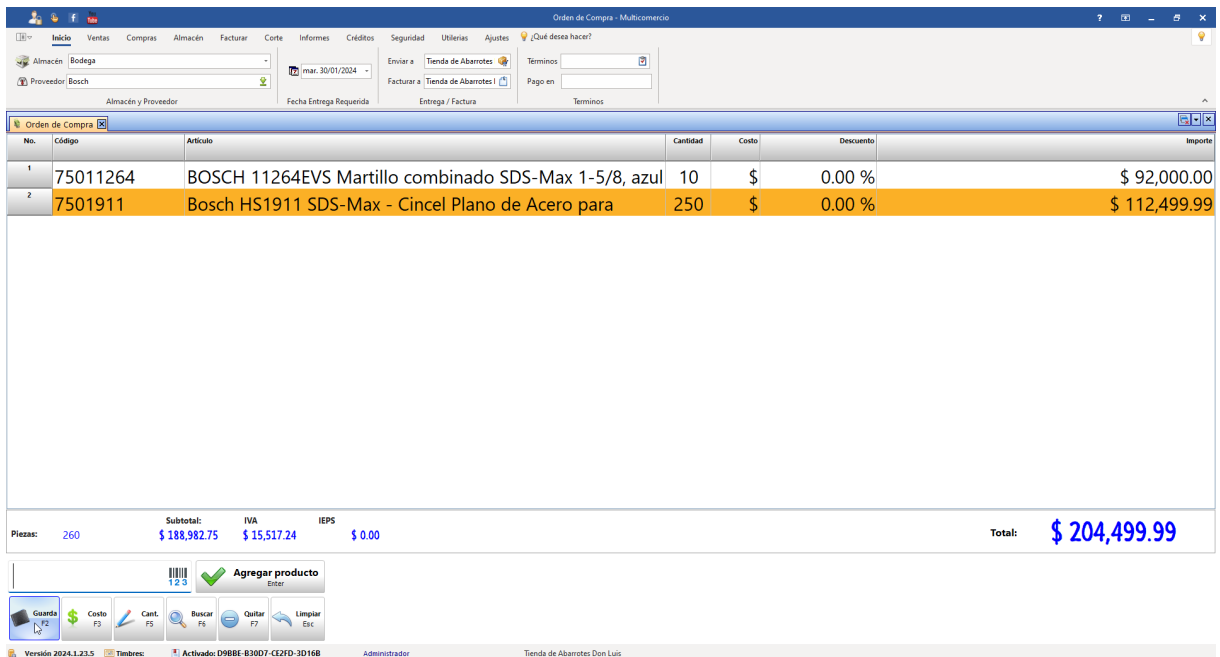 Orden de Compra - Multicomercio
Inicio Ventas Compras Almacén Facturar Corte Informes Créditos Seguridad Utilerias Ajustes ¿Qué desea hacer?
Almacén Bodega
Proveedor Bosch
Almacén y Proveedor
mar. 30/01/2024
Fecha Entrega Requerida
Enviar a Tienda de Abarrotes
Facturar a Tienda de Abarrotes I
Entrega / Factura
Términos
Pago en
Terminos
Orden de Compra
No. Código Artículo Cantidad Costo Descuento Importe
1 75011264 BOSCH 11264EVS Martillo combinado SDS-Max 1-5/8, azul 10 $ 0.00 % $ 92,000.00
2 7501911 Bosch HS1911 SDS-Max - Cincel Plano de Acero para 250 $ 0.00 % $ 112,499.99
Subtotal: IVA IEPS
Piezas: 260 $ 188,982.75 $ 15,517.24 $ 0.00 Total: $ 204,499.99
123
Agregar producto
Enter
Guarda F2
Costo F3
Cant. F5
Buscar F6
Quitar F7
Limpiar Esc
Versión 2024.1.23.5 Timbres: Activado: D9BBE-B30D7-CE2FD-3D16B Administrador Tienda de Abarrotes Don Luis